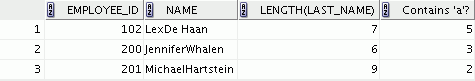 EMPLOYEE_ID NAME LENGTH(LAST_NAME) Contains 'a'?
1 102 LexDe Haan 7 5
2 200 JenniferWhalen 6 3
3 201 MichaelHartstein 9 2